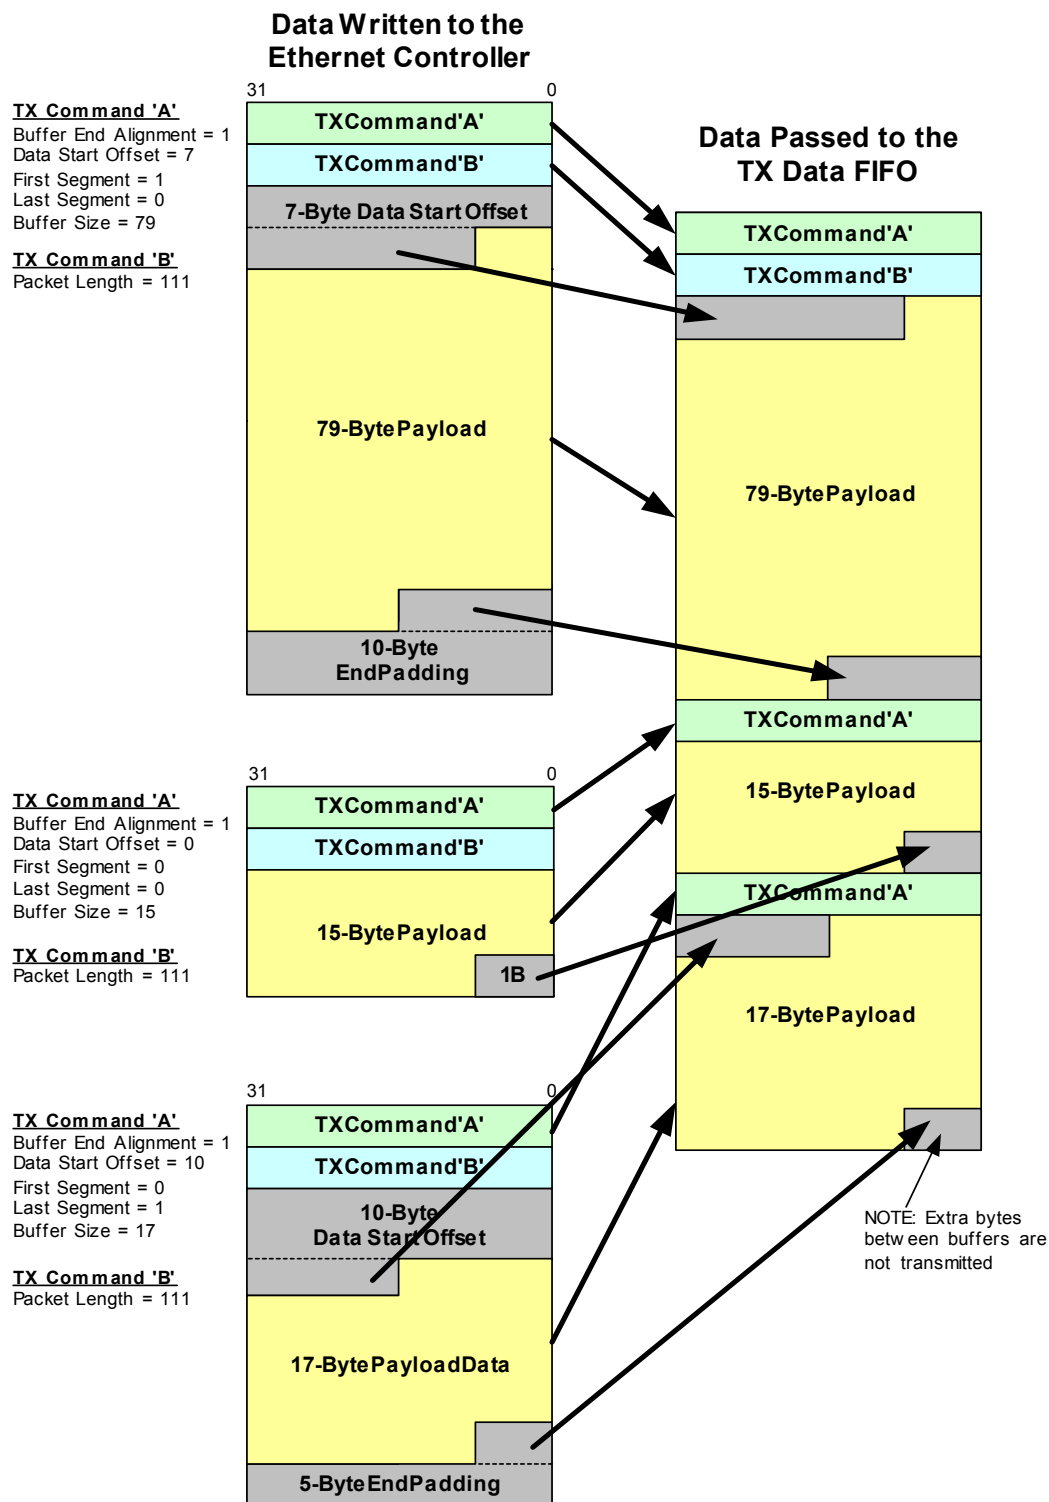 Data Written to the
Ethernet Controller
31 0
TX Command 'A'
Buffer End Alignment = 1
Data Start Offset = 7
First Segment = 1
Last Segment = 0
Buffer Size = 79
TX Command 'B'
Packet Length = 111
TXCommand'A'
TXCommand'B'
7-Byte Data Start Offset
79-Byte Payload
10-Byte
End Padding
Data Passed to the
TX Data FIFO
TXCommand'A'
TXCommand'B'
79-Byte Payload
TXCommand'A'
15-Byte Payload
TXCommand'A'
17-Byte Payload
NOTE: Extra bytes
between buffers are
not transmitted
31 0
TX Command 'A'
Buffer End Alignment = 1
Data Start Offset = 0
First Segment = 0
Last Segment = 0
Buffer Size = 15
TX Command 'B'
Packet Length = 111
TXCommand'A'
TXCommand'B'
15-Byte Payload
1B
31 0
TX Command 'A'
Buffer End Alignment = 1
Data Start Offset = 10
First Segment = 0
Last Segment = 1
Buffer Size = 17
TX Command 'B'
Packet Length = 111
TXCommand'A'
TXCommand'B'
10-Byte
Data Start Offset
17-Byte Payload Data
5-Byte End Padding